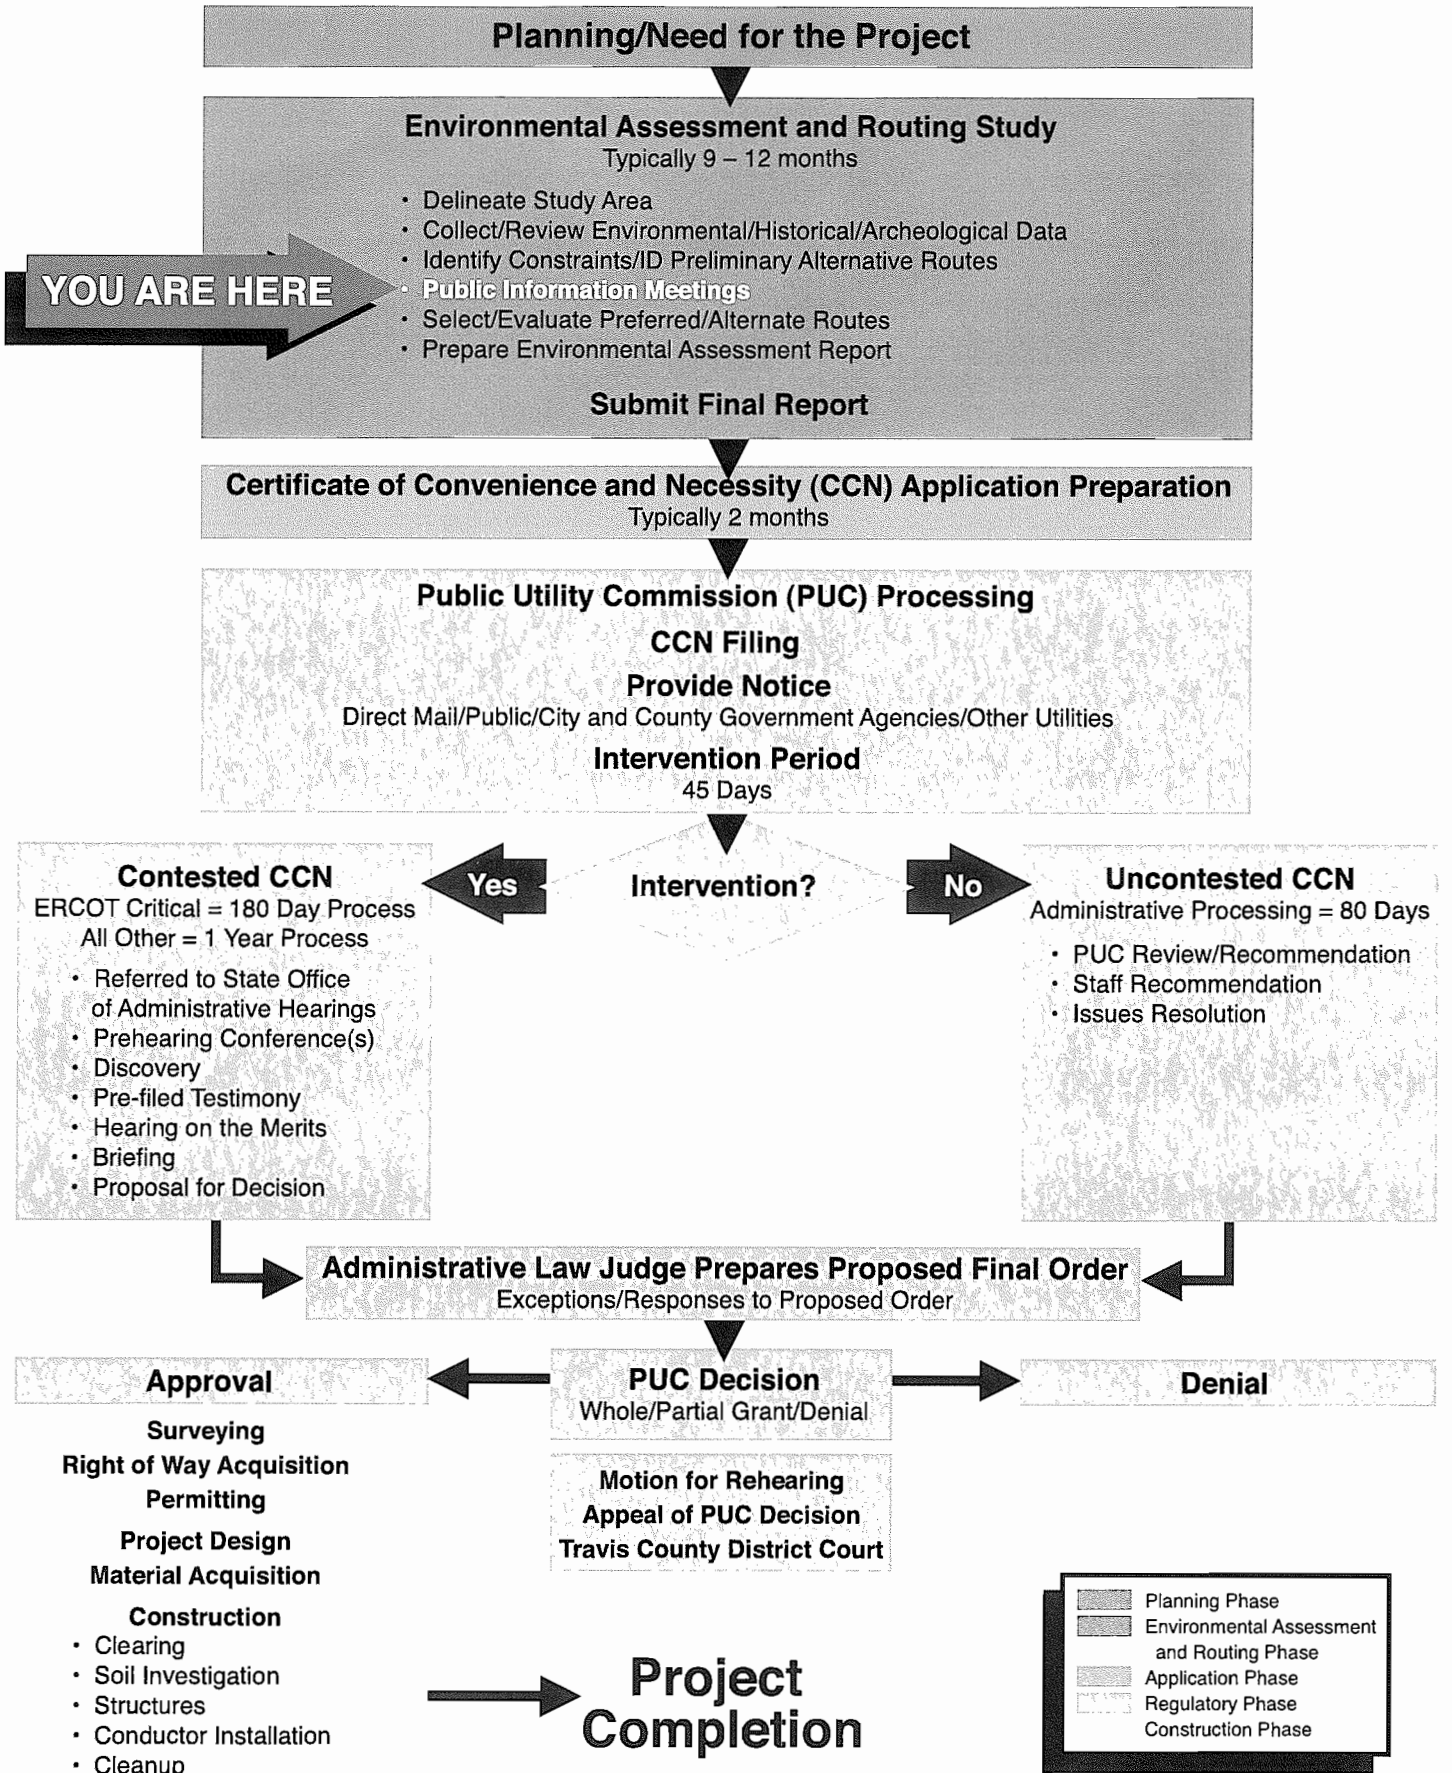 Planning/Need for the Project
Environmental Assessment and Routing Study
Typically 9 – 12 months
• Delineate Study Area
• Collect/Review Environmental/Historical/Archeological Data
• Identify Constraints/ID Preliminary Alternative Routes
YOU ARE HERE
• Public Information Meetings
• Select/Evaluate Preferred/Alternate Routes
• Prepare Environmental Assessment Report
Submit Final Report
Certificate of Convenience and Necessity (CCN) Application Preparation
Typically 2 months
Public Utility Commission (PUC) Processing
CCN Filing
Provide Notice
Direct Mail/Public/City and County Government Agencies/Other Utilities
Intervention Period
45 Days
Intervention?
Yes
No
Contested CCN
ERCOT Critical = 180 Day Process
All Other = 1 Year Process
• Referred to State Office
of Administrative Hearings
• Prehearing Conference(s)
• Discovery
• Pre-filed Testimony
• Hearing on the Merits
• Briefing
• Proposal for Decision
Uncontested CCN
Administrative Processing = 80 Days
• PUC Review/Recommendation
• Staff Recommendation
• Issues Resolution
Administrative Law Judge Prepares Proposed Final Order
Exceptions/Responses to Proposed Order
PUC Decision
Whole/Partial Grant/Denial
Motion for Rehearing
Appeal of PUC Decision
Travis County District Court
Denial
Approval
Surveying
Right of Way Acquisition
Permitting
Project Design
Material Acquisition
Construction
• Clearing
• Soil Investigation
• Structures
• Conductor Installation
• Cleanup
Project
Completion
Planning Phase
Environmental Assessment
and Routing Phase
Application Phase
Regulatory Phase
Construction Phase